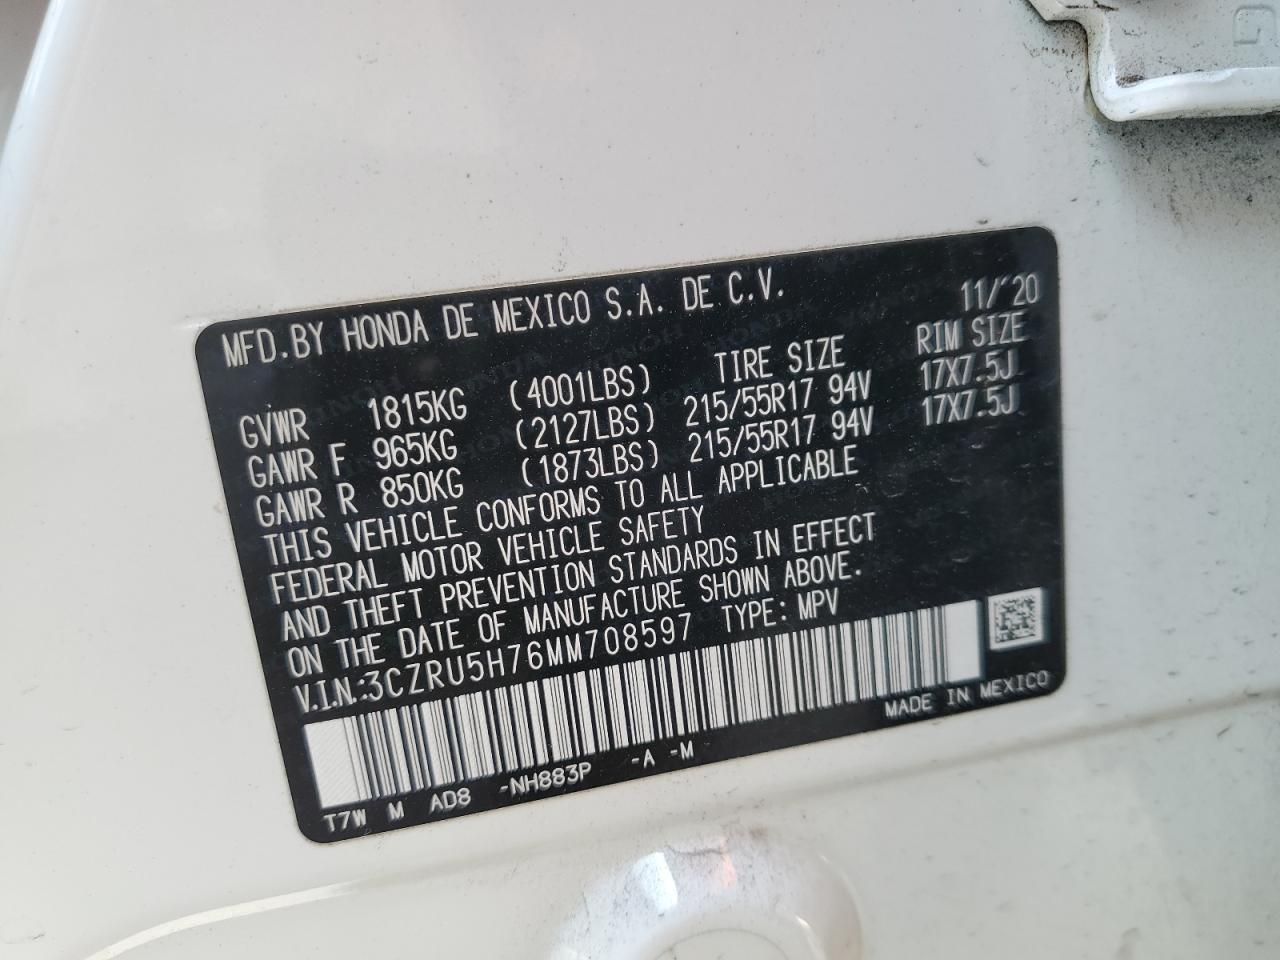 MFD.BY HONDA DE MEXICO S.A. DE C.V. 11/'20
TIRE SIZE RIM SIZE
GVWR 1815KG (4001LBS)
GAWR F 965KG (2127LBS) 215/55R17 94V 17X7.5J
GAWR R 850KG (1873LBS) 215/55R17 94V 17X7.5J
THIS VEHICLE CONFORMS TO ALL APPLICABLE
FEDERAL MOTOR VEHICLE SAFETY
AND THEFT PREVENTION STANDARDS IN EFFECT
ON THE DATE OF MANUFACTURE SHOWN ABOVE.
V.I.N.:3CZRU5H76MM708597 TYPE: MPV
MADE IN MEXICO
T7W M AD8 -NH883P -A -M